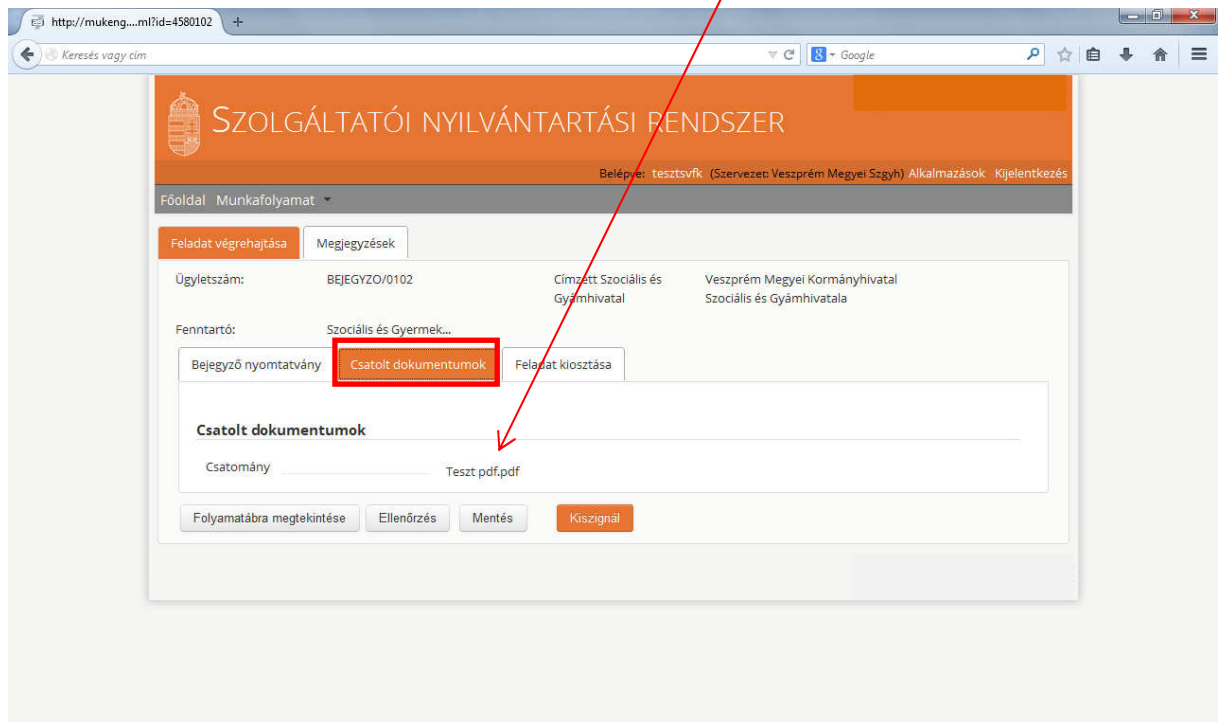 http://mukeng....ml?id=4580102
Keresés vagy cím
Google
SZOLGÁLTATÓI NYILVÁNTARTÁSI RENDSZER
Belépve: tesztsvfk (Szervezet: Veszprém Megyei Szgyh) Alkalmazások Kijelentkezés
Főoldal Munkafolyamat
Feladat végrehajtása Megjegyzések
Ügyletszám: BEJEGYZO/0102 Címzett Szociális és Veszprém Megyei Kormányhivatal
Gyámhivatal Szociális és Gyámhivatala
Fenntartó: Szociális és Gyermek...
Bejegyző nyomtatvány Csatolt dokumentumok Feladat kiosztása
Csatolt dokumentumok
Csatomány Teszt pdf.pdf
Folyamatábra megtekintése Ellenőrzés Mentés Kiszignál